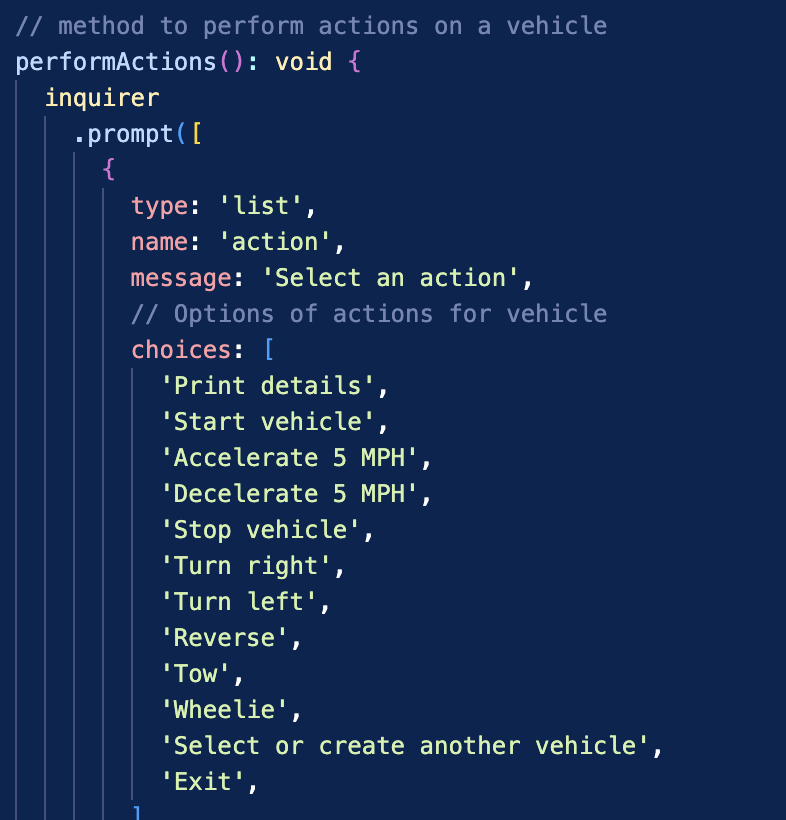 // method to perform actions on a vehicle
performActions(): void {
inquirer
.prompt([
{
type: 'list',
name: 'action',
message: 'Select an action',
// Options of actions for vehicle
choices: [
'Print details',
'Start vehicle',
'Accelerate 5 MPH',
'Decelerate 5 MPH',
'Stop vehicle',
'Turn right',
'Turn left',
'Reverse',
'Tow',
'Wheelie',
'Select or create another vehicle',
'Exit',
]